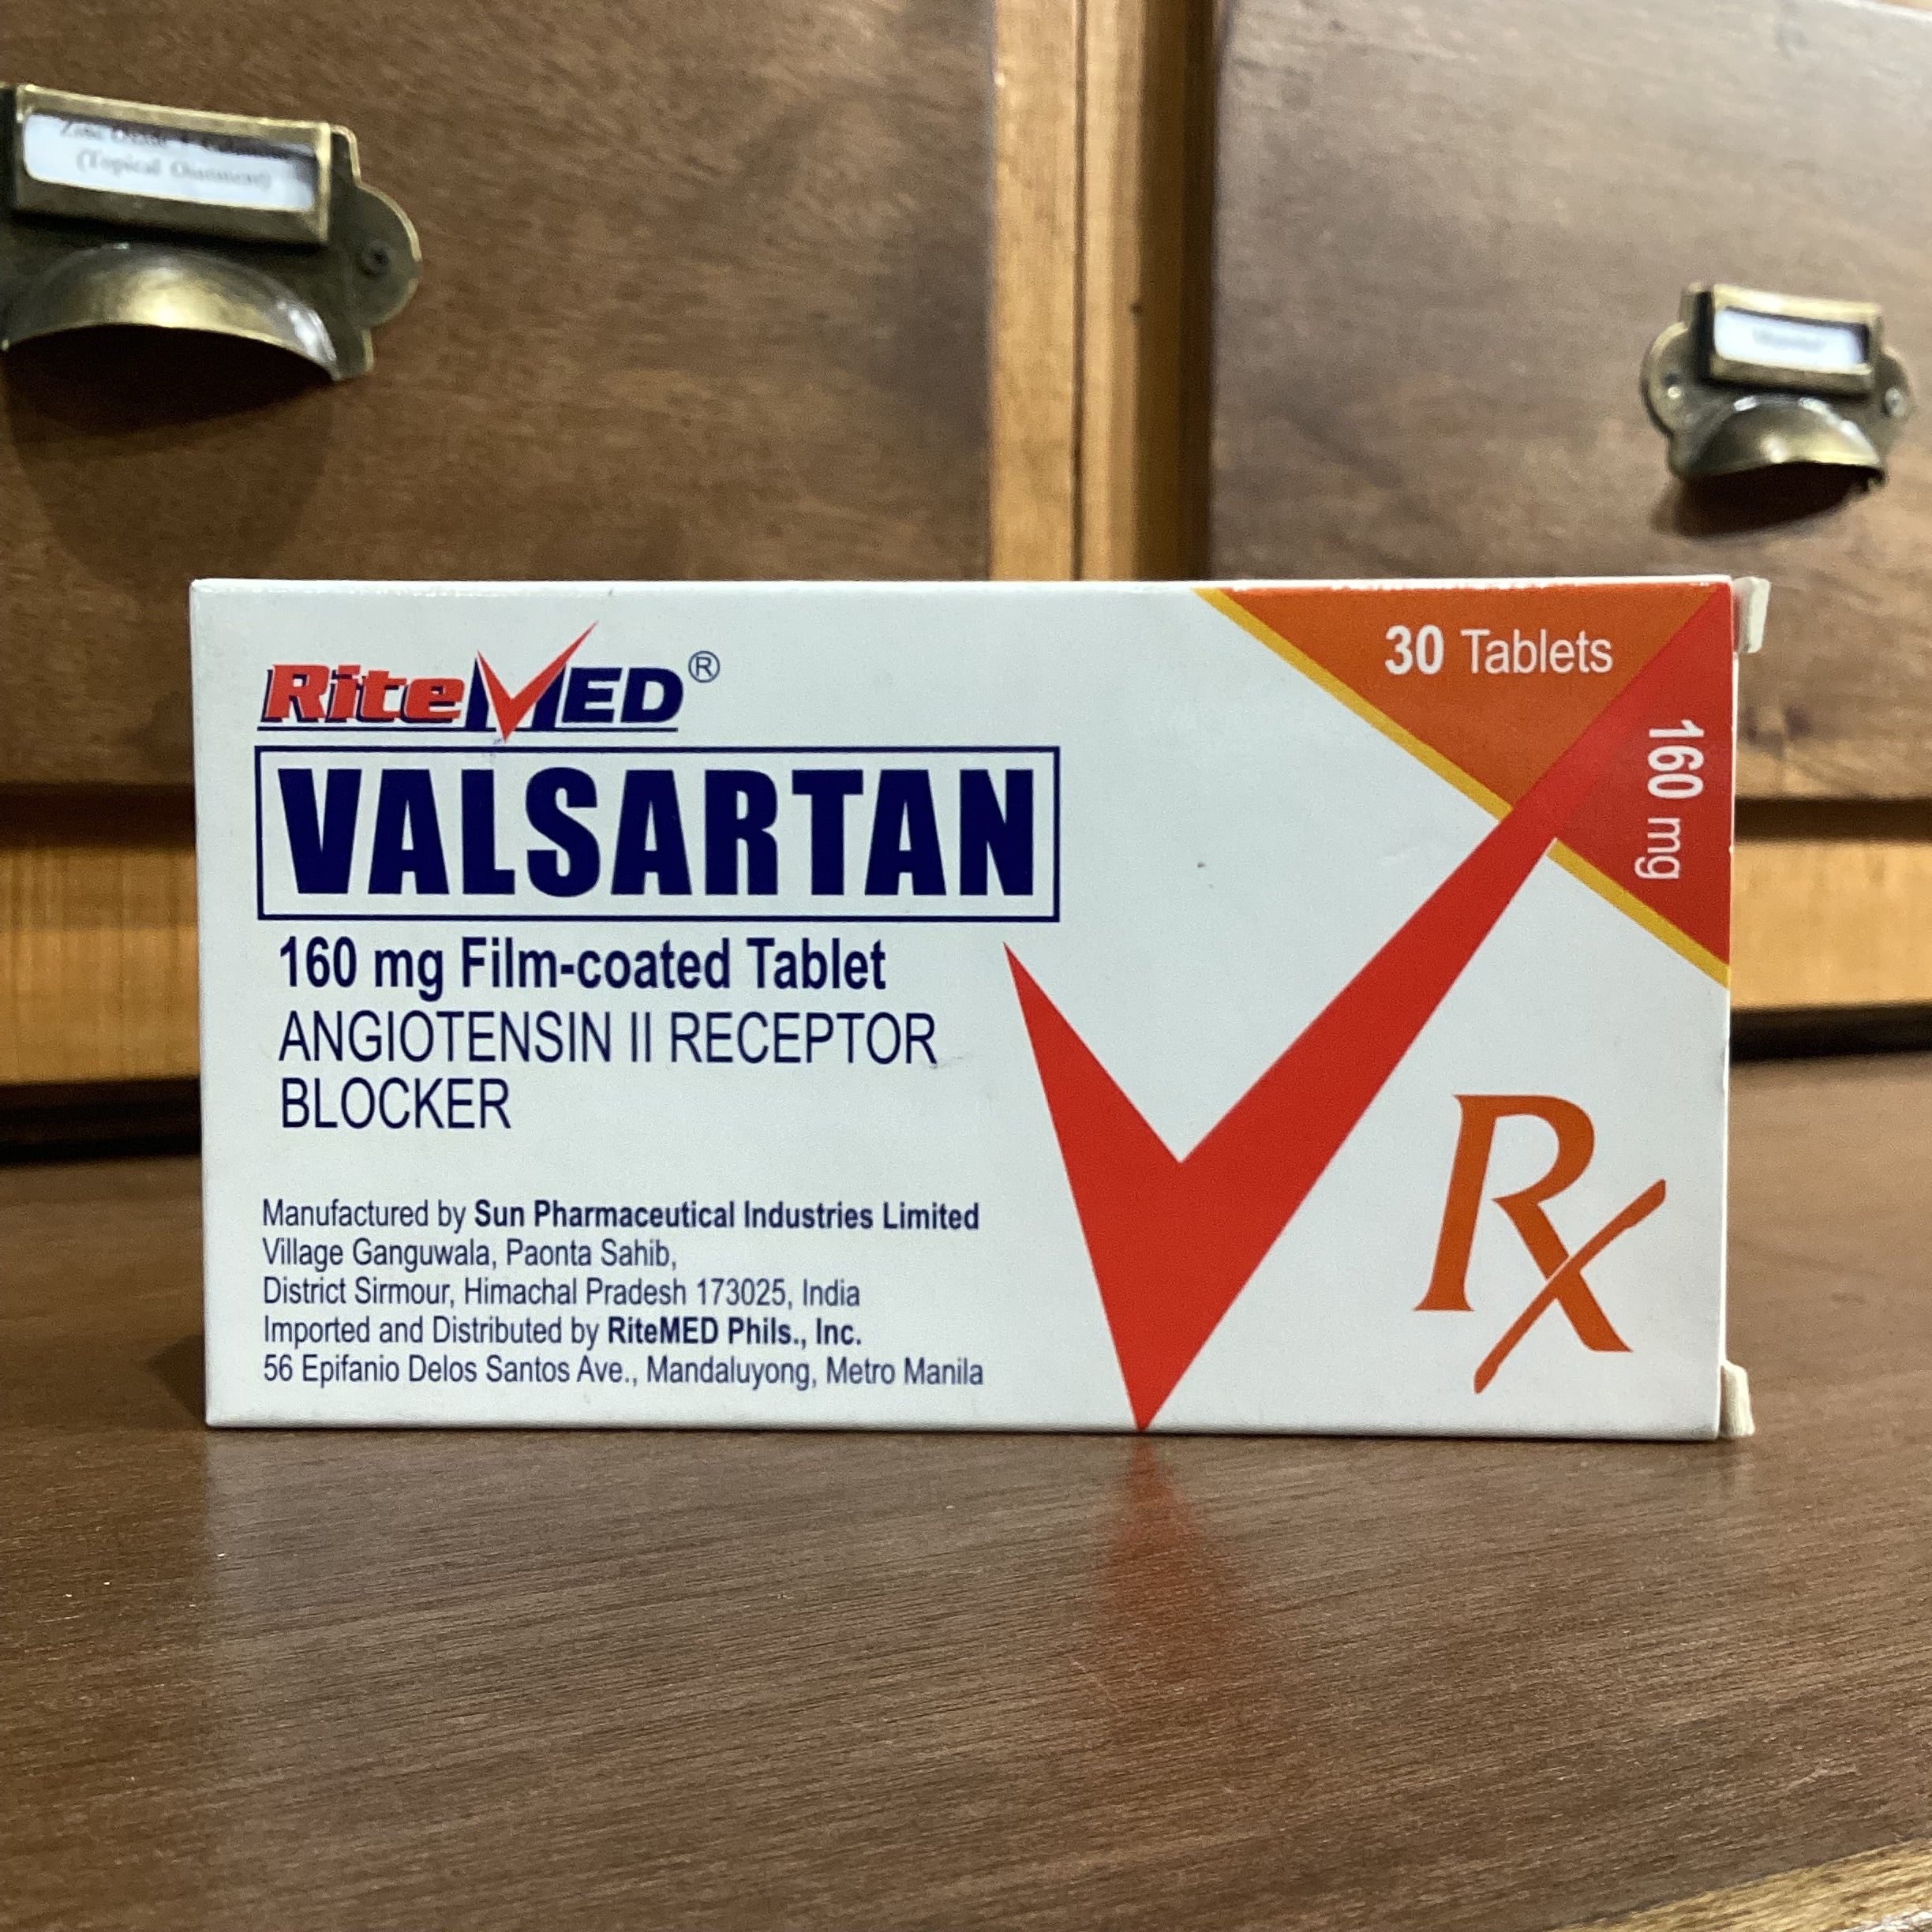 (Topical Ointment)
RiteMED®
30 Tablets
160 mg
VALSARTAN
160 mg Film-coated Tablet
ANGIOTENSIN II RECEPTOR
BLOCKER
Rx
Manufactured by Sun Pharmaceutical Industries Limited
Village Ganguwala, Paonta Sahib,
District Sirmour, Himachal Pradesh 173025, India
Imported and Distributed by RiteMED Phils., Inc.
56 Epifanio Delos Santos Ave., Mandaluyong, Metro Manila